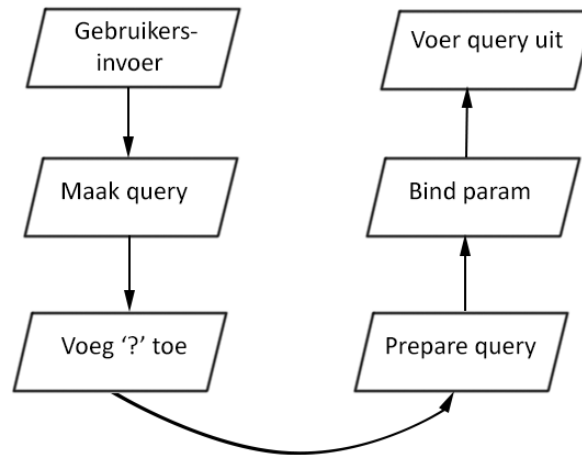 Gebruikers-
invoer
Maak query
Voeg ‘?’ toe
Prepare query
Bind param
Voer query uit